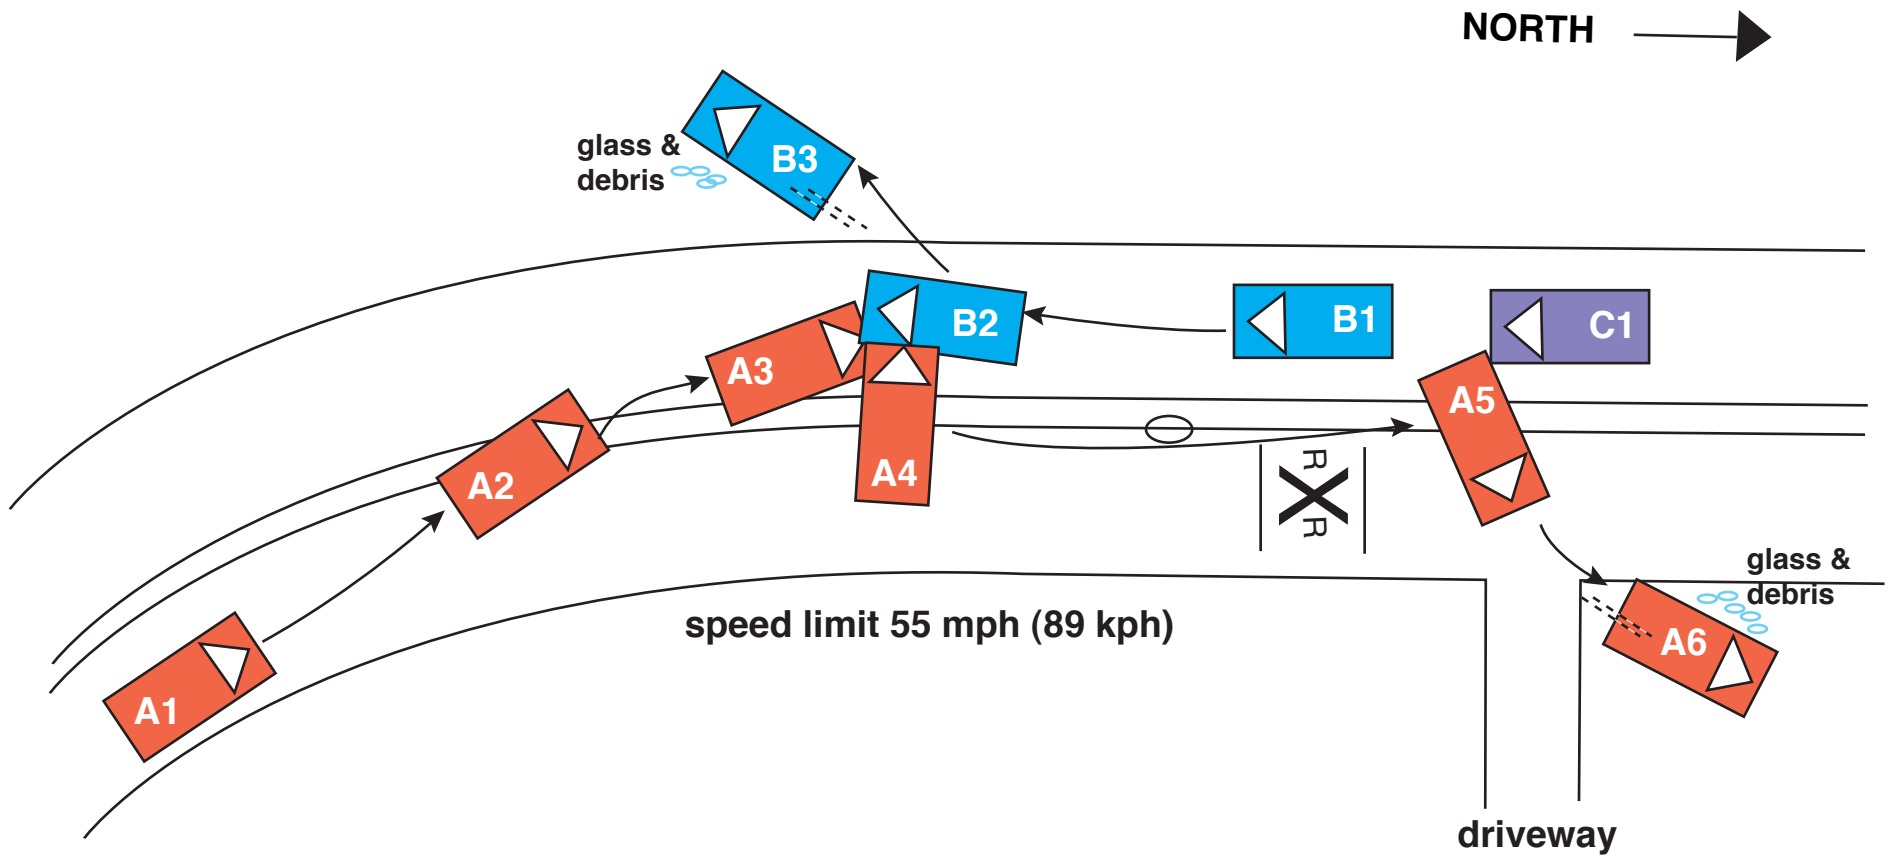 NORTH
glass &
debris
B3
B2
B1
C1
A3
A5
A2
A4
R
X
R
glass &
debris
speed limit 55 mph (89 kph)
A6
A1
driveway